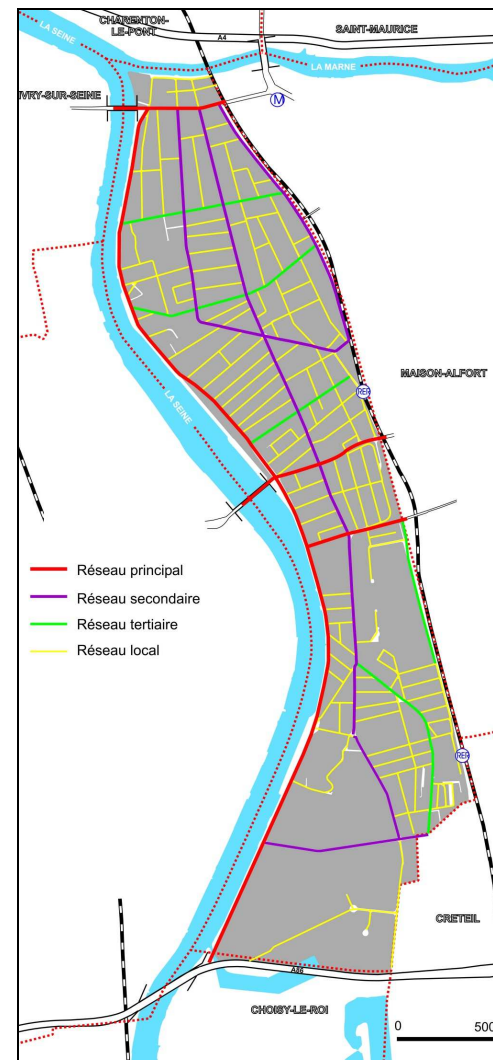 CHARENTON-
LE-PONT
SAINT-MAURICE
LA SEINE
A4
LA MARNE
IVRY-SUR-SEINE
M
MAISON-ALFORT
RER
LA SEINE
Réseau principal
Réseau secondaire
Réseau tertiaire
Réseau local
RER
CRETEIL
A86
CHOISY-LE-ROI
0 500